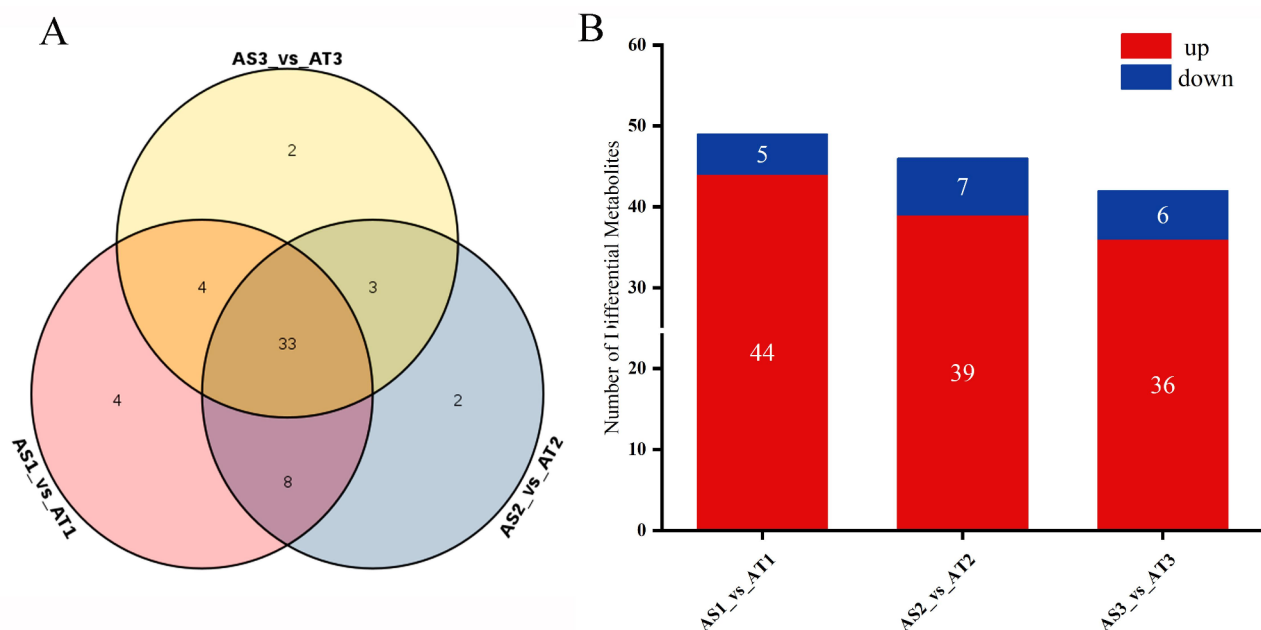 A
AS3_vs_AT3
2
4
3
33
4
2
8
AS1_vs_AT1
AS2_vs_AT2
B
Number of Differential Metabolites
60
50
40
30
20
10
0
up
down
5
7
6
44
39
36
AS1_vs_AT1
AS2_vs_AT2
AS3_vs_AT3